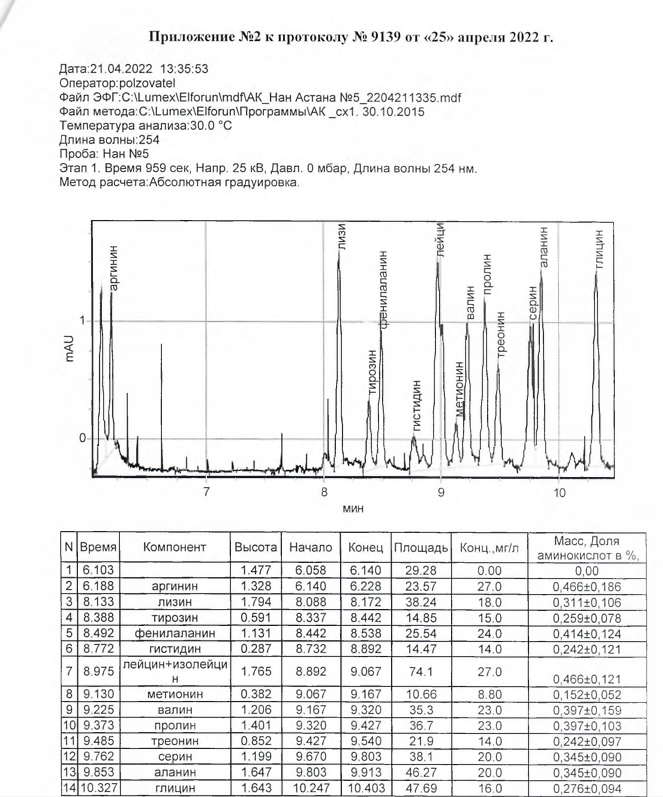 Приложение №2 к протоколу № 9139 от «25» апреля 2022 г.
Дата:21.04.2022 13:35:53
Оператор:polzovatel
Файл ЭФГ:C:\Lumex\Elforun\mdf\АК_Нан Астана №5_2204211335.mdf
Файл метода:C:\Lumex\Elforun\Программы\АК _сх1. 30.10.2015
Температура анализа:30.0 °C
Длина волны:254
Проба: Нан №5
Этап 1. Время 959 сек, Напр. 25 кВ, Давл. 0 мбар, Длина волны 254 нм.
Метод расчета:Абсолютная градуировка.
аргинин лизи тирозин фенилаланин гистидин лейци метионин валин пролин треонин серин аланин глицин
mAU
1
0
7 8 9 10
мин
N Время Компонент Высота Начало Конец Площадь Конц.,мг/л Масс, Доля
аминокислот в %,
1 6.103 1.477 6.058 6.140 29.28 0.00 0,00
2 6.188 аргинин 1.328 6.140 6.228 23.57 27.0 0,466±0,186
3 8.133 лизин 1.794 8.088 8.172 38.24 18.0 0,311±0,106
4 8.388 тирозин 0.591 8.337 8.442 14.85 15.0 0,259±0,078
5 8.492 фенилаланин 1.131 8.442 8.538 25.54 24.0 0,414±0,124
6 8.772 гистидин 0.287 8.732 8.892 14.47 14.0 0,242±0,121
7 8.975 лейцин+изолейци
н 1.765 8.892 9.067 74.1 27.0 0,466±0,121
8 9.130 метионин 0.382 9.067 9.167 10.66 8.80 0,152±0,052
9 9.225 валин 1.206 9.167 9.320 35.3 23.0 0,397±0,159
10 9.373 пролин 1.401 9.320 9.427 36.7 23.0 0,397±0,103
11 9.485 треонин 0.852 9.427 9.540 21.9 14.0 0,242±0,097
12 9.762 серин 1.199 9.670 9.803 38.1 20.0 0,345±0,090
13 9.853 аланин 1.647 9.803 9.913 46.27 20.0 0,345±0,090
14 10.327 глицин 1.643 10.247 10.403 47.69 16.0 0,276±0,094